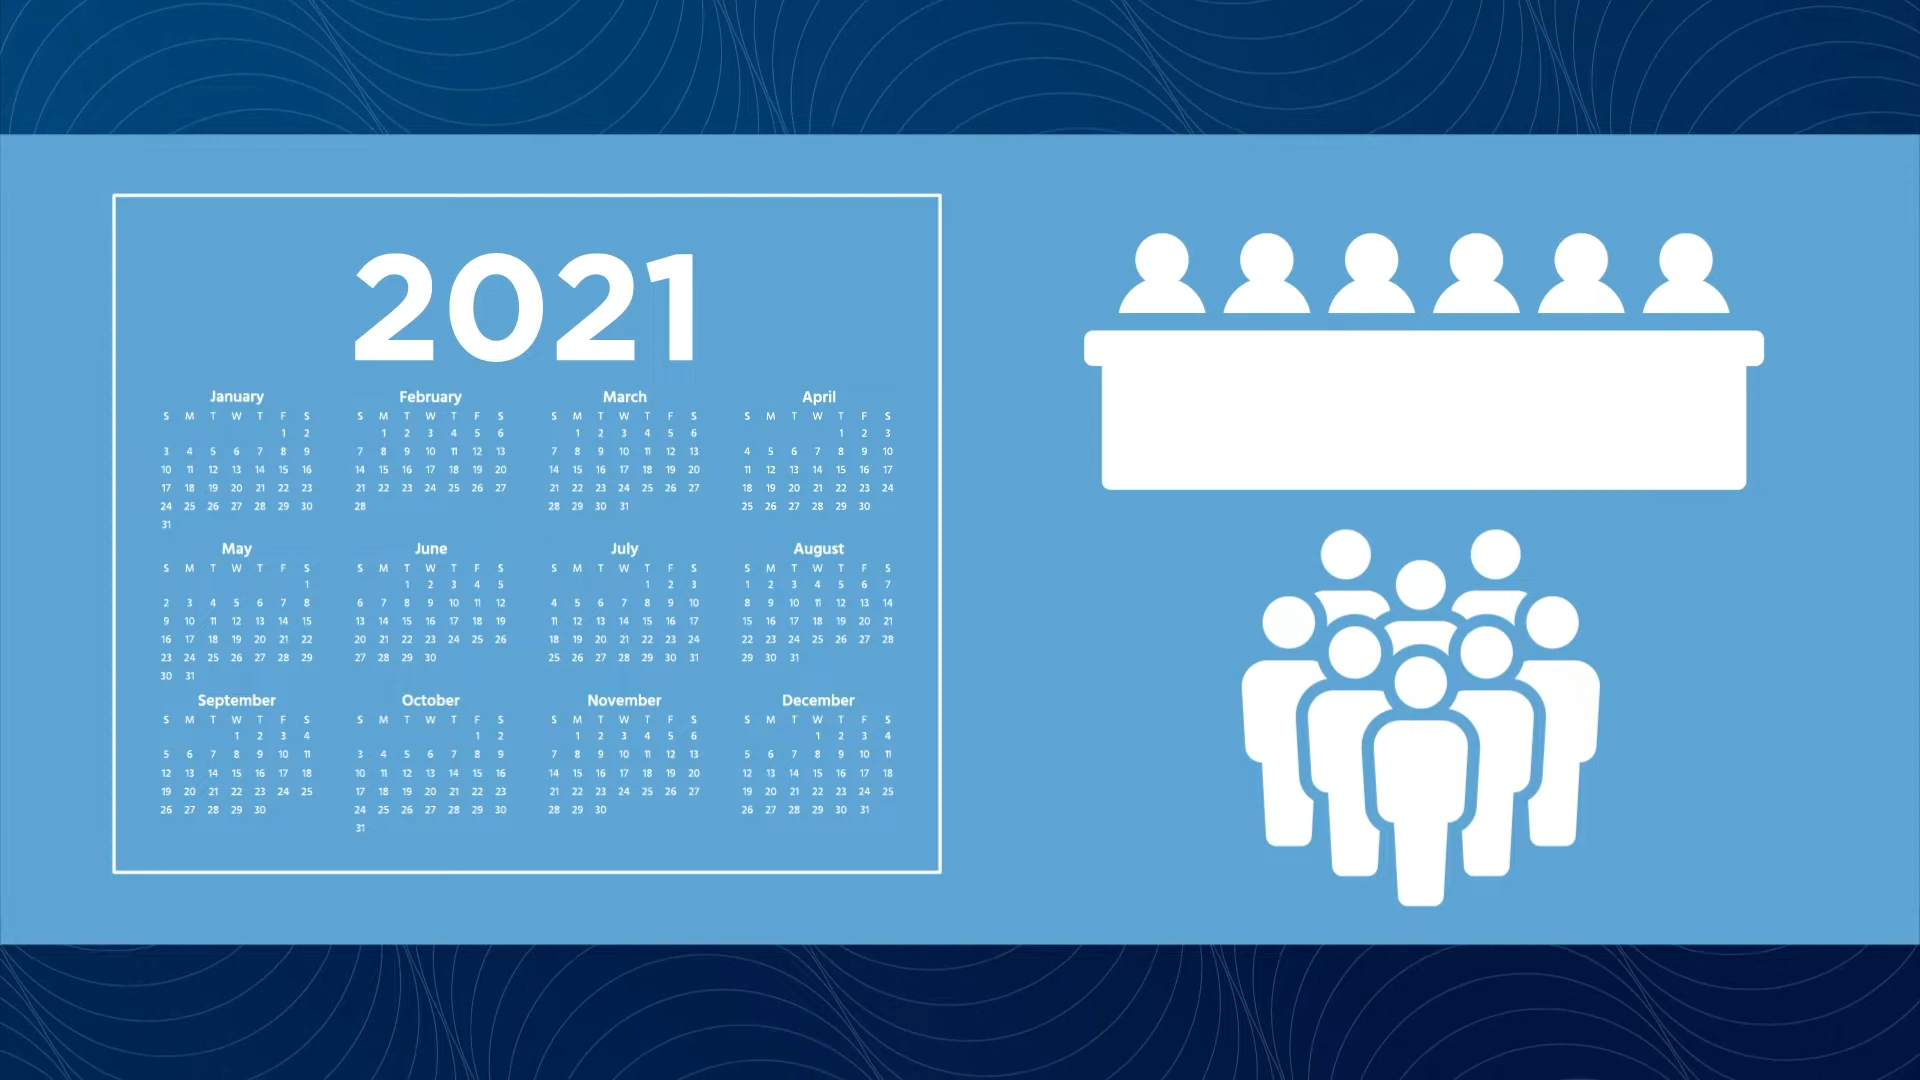 2021
January February March April
S M T W T F S S M T W T F S S M T W T F S S M T W T F S
1 2 1 2 3 4 5 6 1 2 3 4 5 6 1 2 3
3 4 5 6 7 8 9 7 8 9 10 11 12 13 7 8 9 10 11 12 13 4 5 6 7 8 9 10
10 11 12 13 14 15 16 14 15 16 17 18 19 20 14 15 16 17 18 19 20 11 12 13 14 15 16 17
17 18 19 20 21 22 23 21 22 23 24 25 26 27 21 22 23 24 25 26 27 18 19 20 21 22 23 24
24 25 26 27 28 29 30 28 28 29 30 31 25 26 27 28 29 30
31
May June July August
S M T W T F S S M T W T F S S M T W T F S S M T W T F S
1 1 2 3 4 5 1 2 3 1 2 3 4 5 6 7
2 3 4 5 6 7 8 6 7 8 9 10 11 12 4 5 6 7 8 9 10 8 9 10 11 12 13 14
9 10 11 12 13 14 15 13 14 15 16 17 18 19 11 12 13 14 15 16 17 15 16 17 18 19 20 21
16 17 18 19 20 21 22 20 21 22 23 24 25 26 18 19 20 21 22 23 24 22 23 24 25 26 27 28
23 24 25 26 27 28 29 27 28 29 30 25 26 27 28 29 30 31 29 30 31
30 31
September October November December
S M T W T F S S M T W T F S S M T W T F S S M T W T F S
1 2 3 4 1 2 1 2 3 4 5 6 1 2 3 4
5 6 7 8 9 10 11 3 4 5 6 7 8 9 7 8 9 10 11 12 13 5 6 7 8 9 10 11
12 13 14 15 16 17 18 10 11 12 13 14 15 16 14 15 16 17 18 19 20 12 13 14 15 16 17 18
19 20 21 22 23 24 25 17 18 19 20 21 22 23 21 22 23 24 25 26 27 19 20 21 22 23 24 25
26 27 28 29 30 24 25 26 27 28 29 30 28 29 30 26 27 28 29 30 31
31